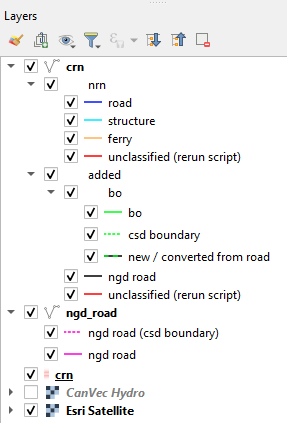 Layers
crn
nrn
road
structure
ferry
unclassified (rerun script)
added
bo
bo
csd boundary
new / converted from road
ngd road
unclassified (rerun script)
ngd_road
ngd road (csd boundary)
ngd road
crn
CanVec Hydro
Esri Satellite